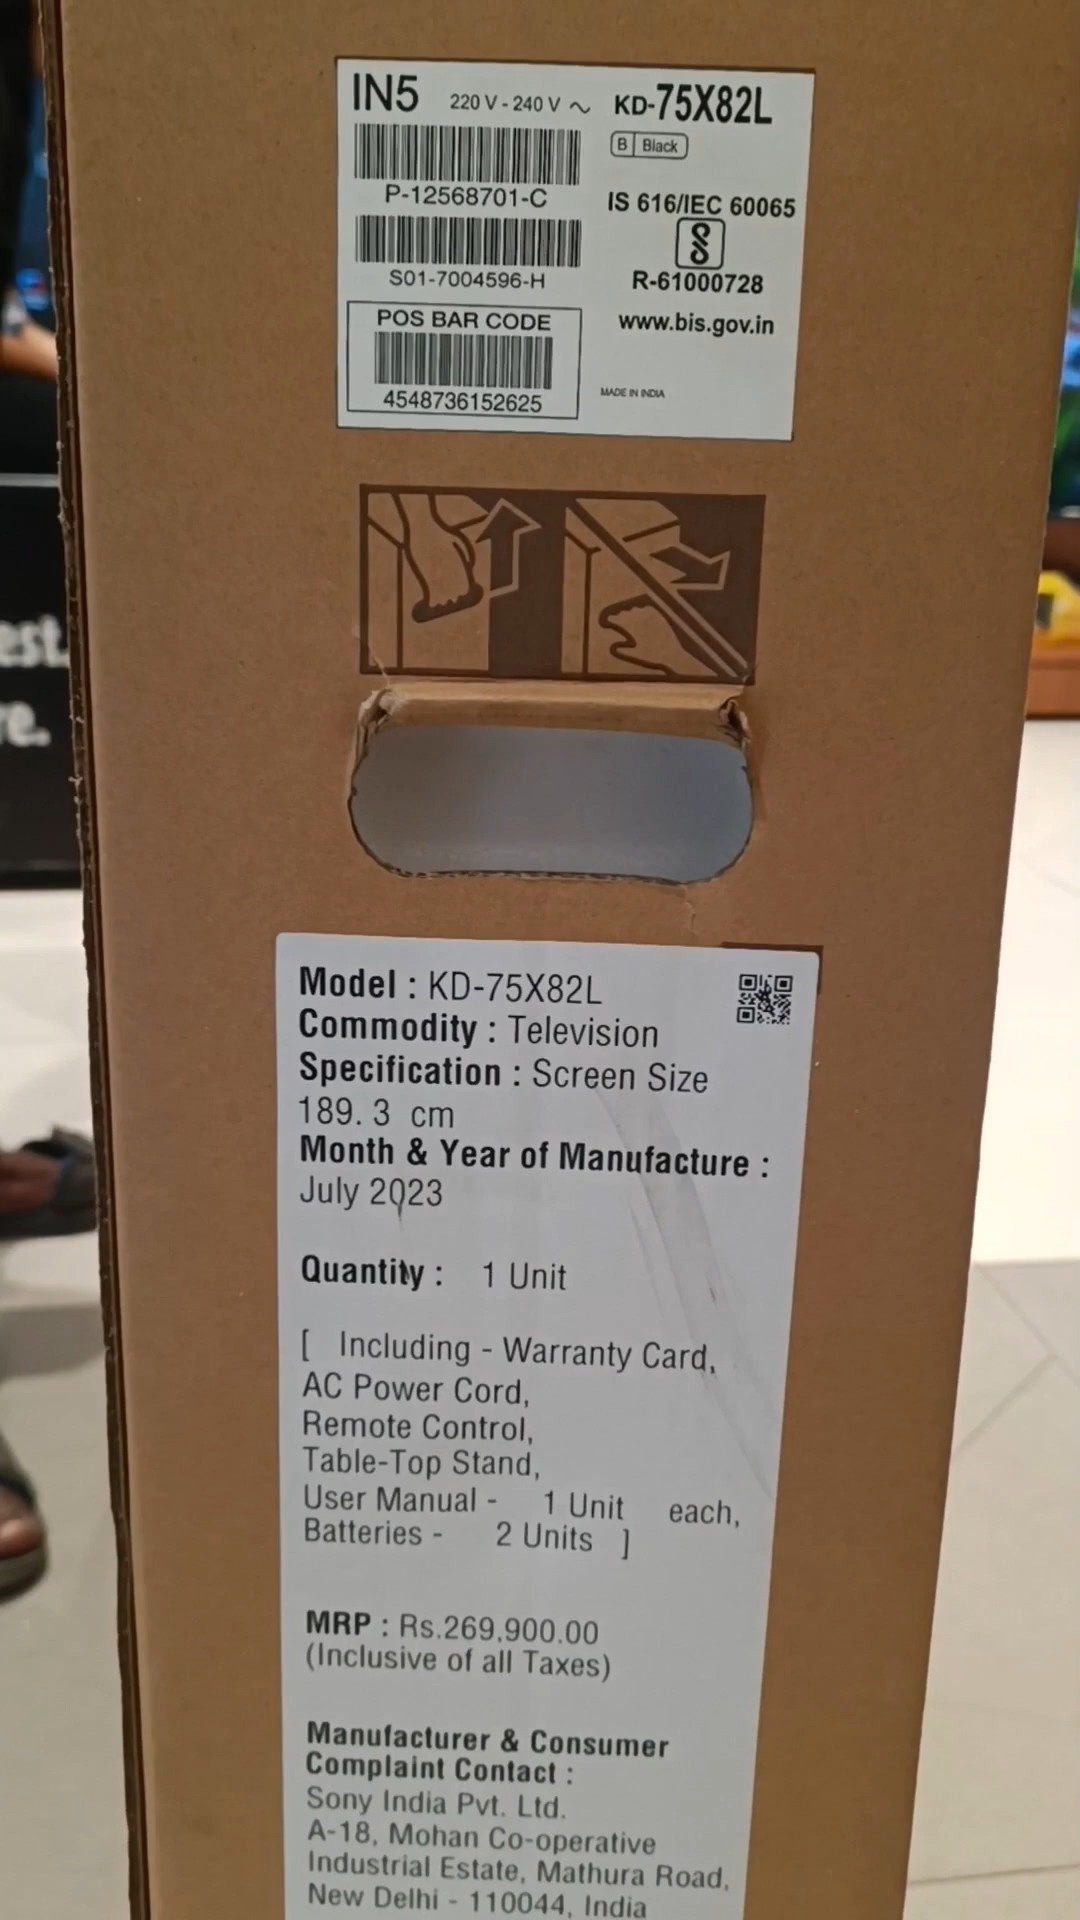 IN5 220 V - 240 V ~ KD-75X82L
B Black
P-12568701-C
IS 616/IEC 60065
S01-7004596-H
R-61000728
www.bis.gov.in
POS BAR CODE
4548736152625
MADE IN INDIA
est.
re.
Model : KD-75X82L
Commodity : Television
Specification : Screen Size
189. 3 cm
Month & Year of Manufacture :
July 2023
Quantity : 1 Unit
[ Including - Warranty Card,
AC Power Cord,
Remote Control,
Table-Top Stand,
User Manual - 1 Unit each,
Batteries - 2 Units ]
MRP : Rs.269,900.00
(Inclusive of all Taxes)
Manufacturer & Consumer
Complaint Contact :
Sony India Pvt. Ltd.
A-18, Mohan Co-operative
Industrial Estate, Mathura Road,
New Delhi - 110044, India